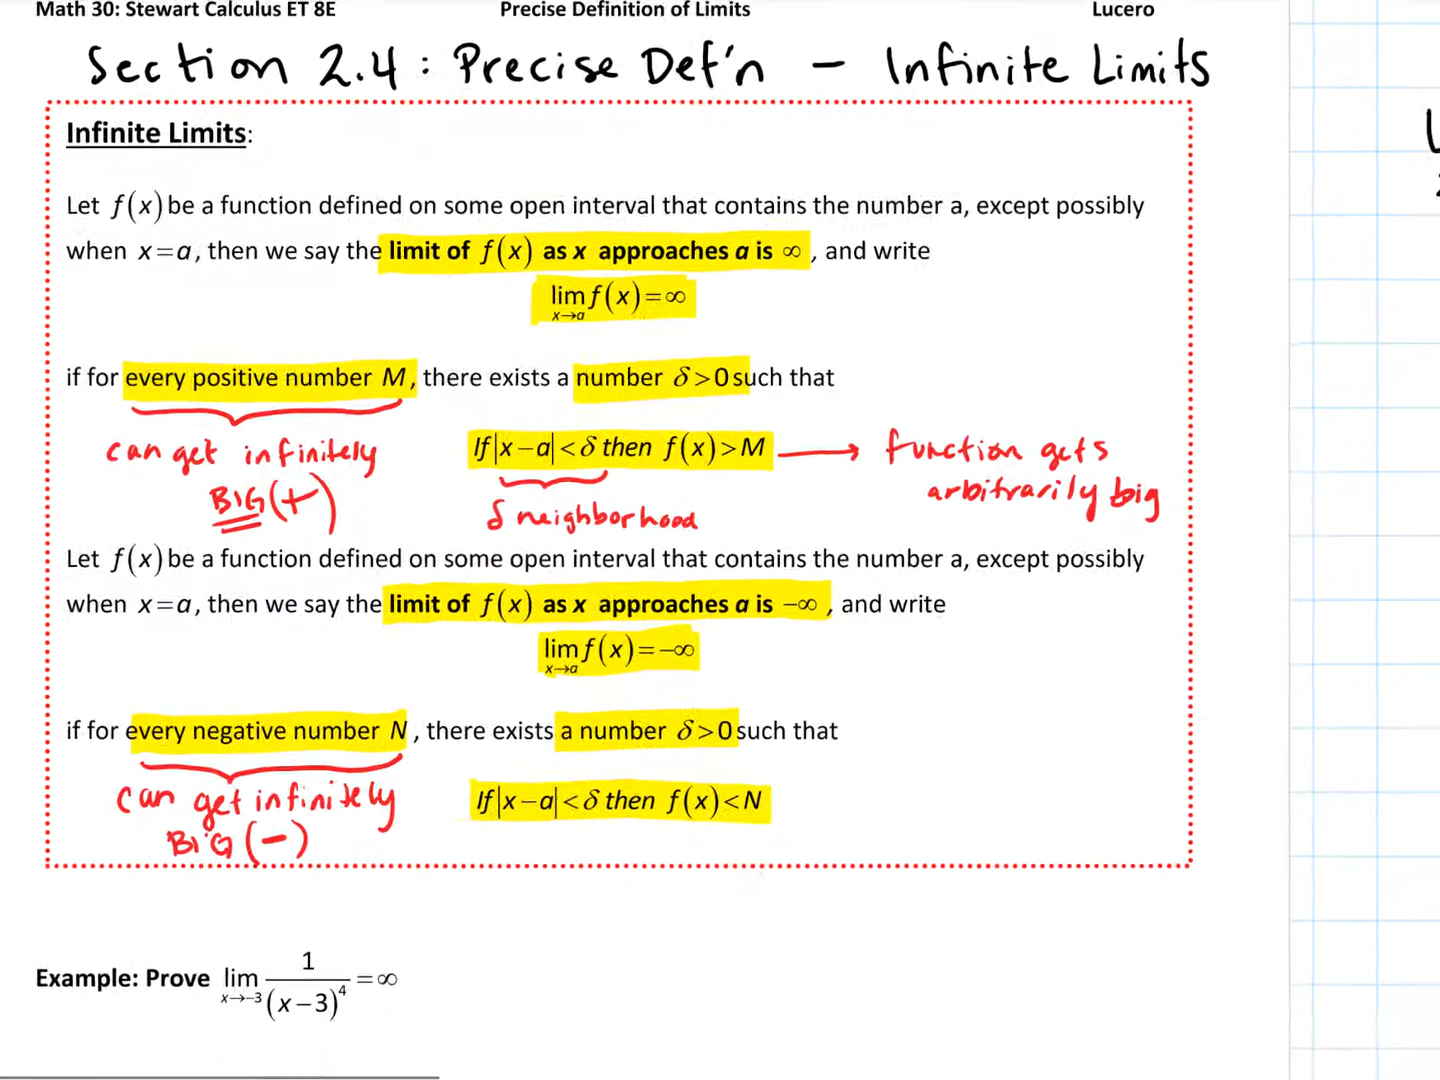 Math 30: Stewart Calculus ET 8E Precise Definition of Limits Lucero
Section 2.4: Precise Def'n - Infinite Limits
Infinite Limits:
Let f(x) be a function defined on some open interval that contains the number a, except possibly
when x=a, then we say the limit of f(x) as x approaches a is ∞, and write
lim f(x)=∞
x→a
if for every positive number M, there exists a number δ>0 such that
can get infinitely
BIG (+)
If |x−a|<δ then f(x)>M → function gets
arbitrarily big
δ neighborhood
Let f(x) be a function defined on some open interval that contains the number a, except possibly
when x=a, then we say the limit of f(x) as x approaches a is −∞, and write
lim f(x)=−∞
x→a
if for every negative number N, there exists a number δ>0 such that
can get infinitely
BIG (−)
If |x−a|<δ then f(x)<N
Example: Prove lim 1/(x−3)^4 =∞
x→−3